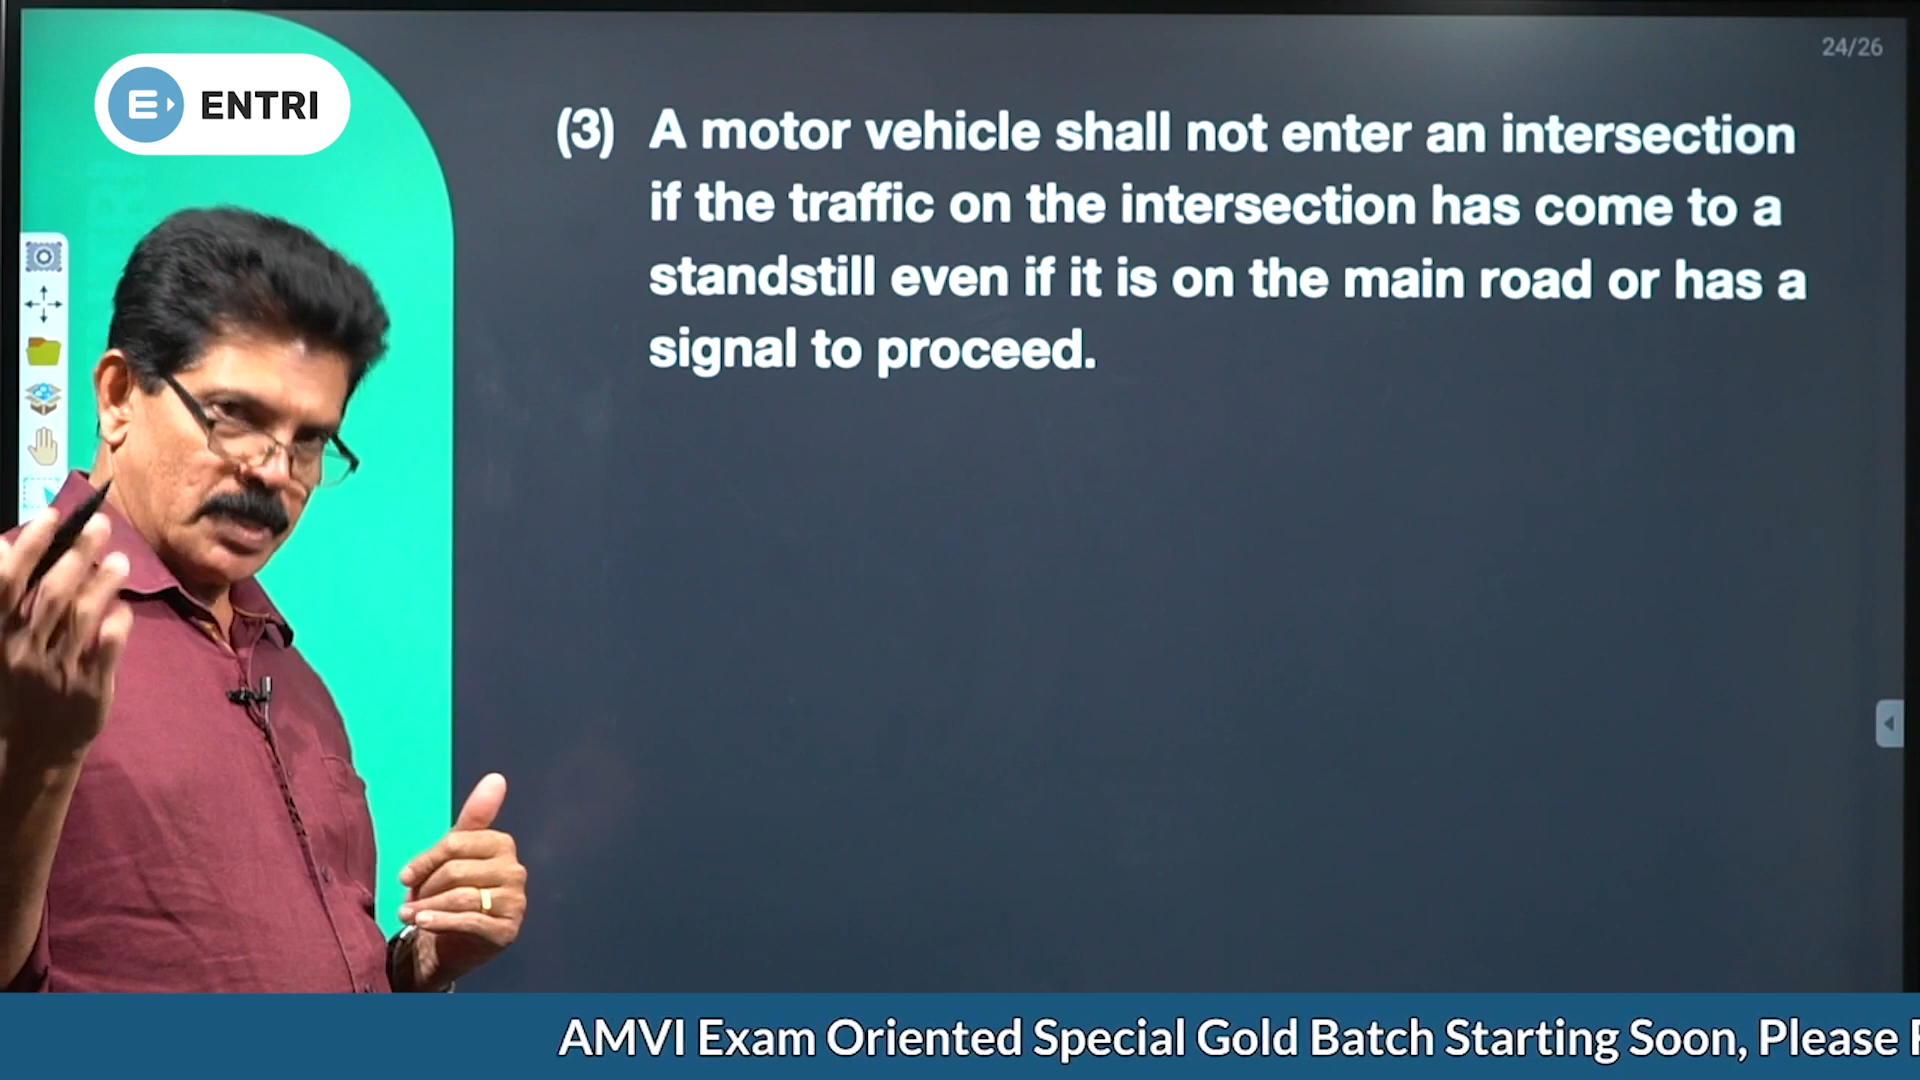 24/26
ENTRI
(3) A motor vehicle shall not enter an intersection
if the traffic on the intersection has come to a
standstill even if it is on the main road or has a
signal to proceed.
AMVI Exam Oriented Special Gold Batch Starting Soon, Please